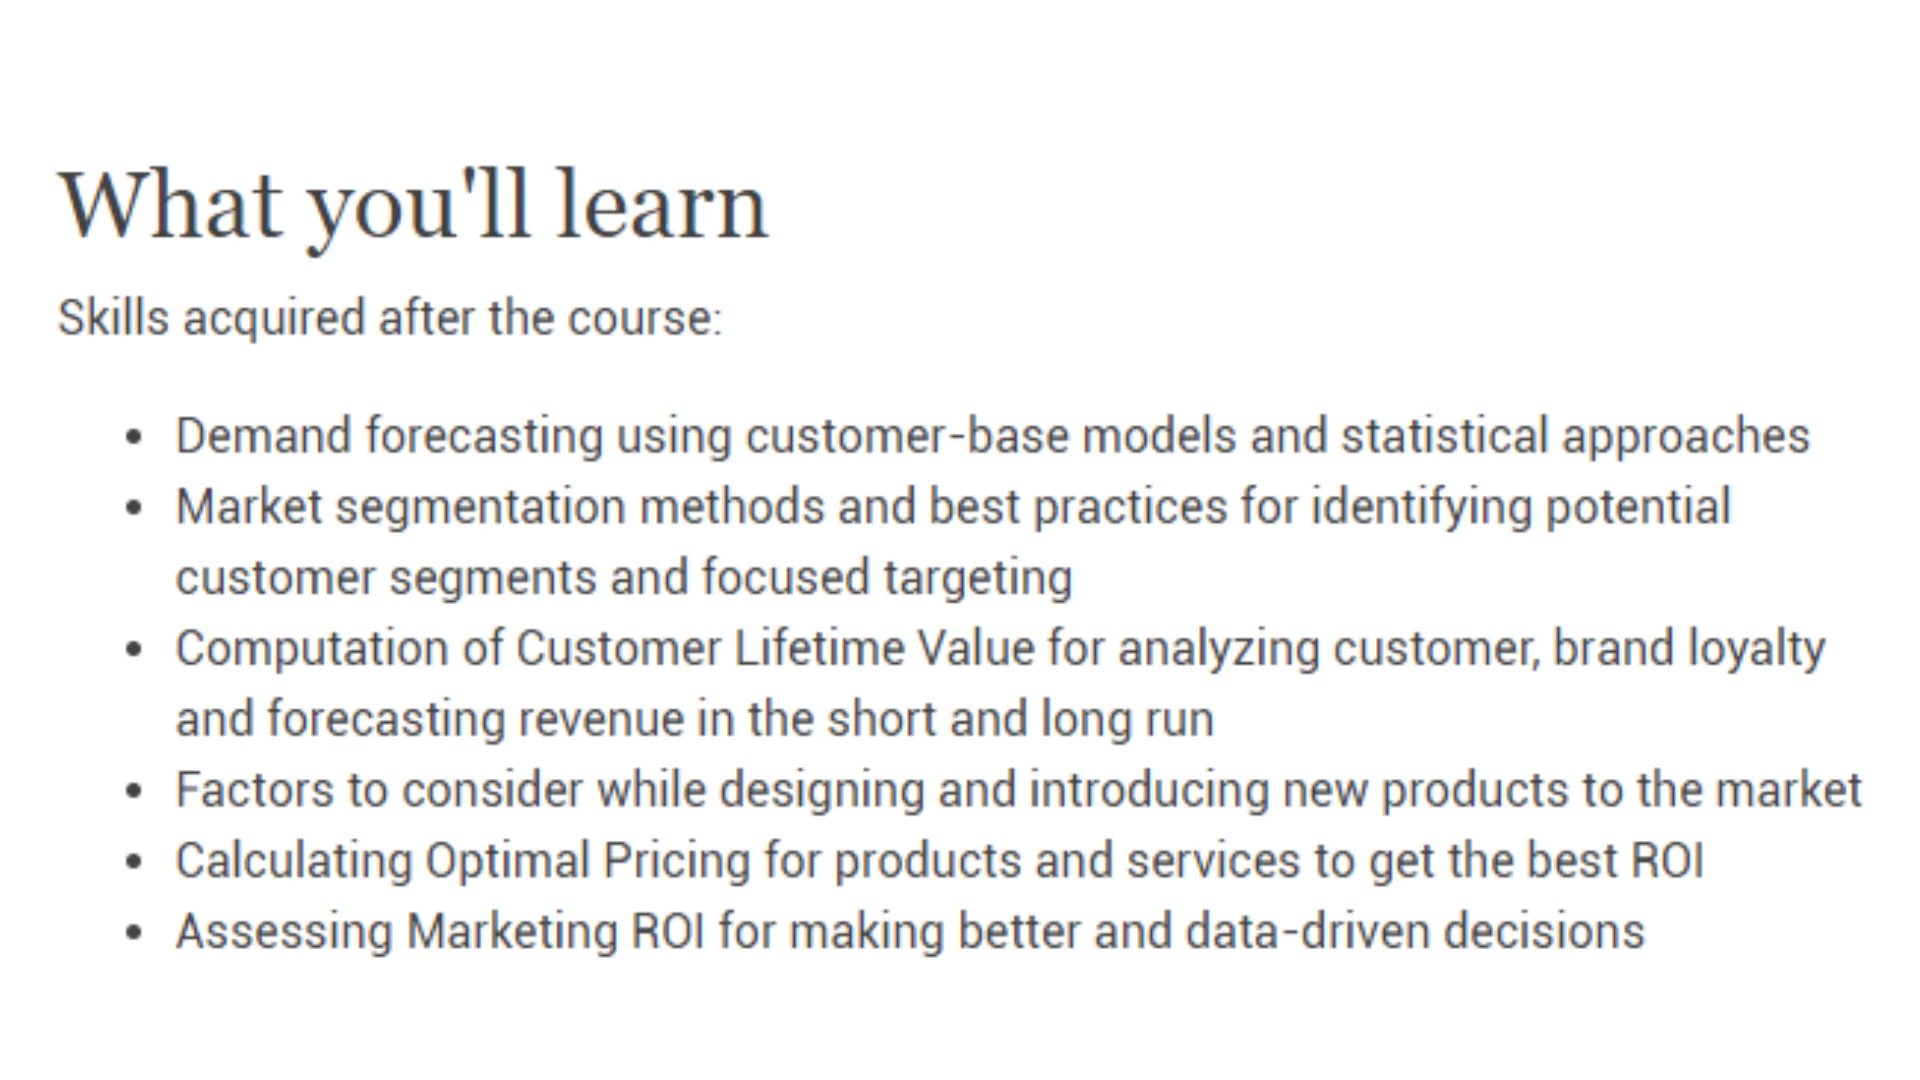 What you'll learn
Skills acquired after the course:
• Demand forecasting using customer-base models and statistical approaches
• Market segmentation methods and best practices for identifying potential
customer segments and focused targeting
• Computation of Customer Lifetime Value for analyzing customer, brand loyalty
and forecasting revenue in the short and long run
• Factors to consider while designing and introducing new products to the market
• Calculating Optimal Pricing for products and services to get the best ROI
• Assessing Marketing ROI for making better and data-driven decisions